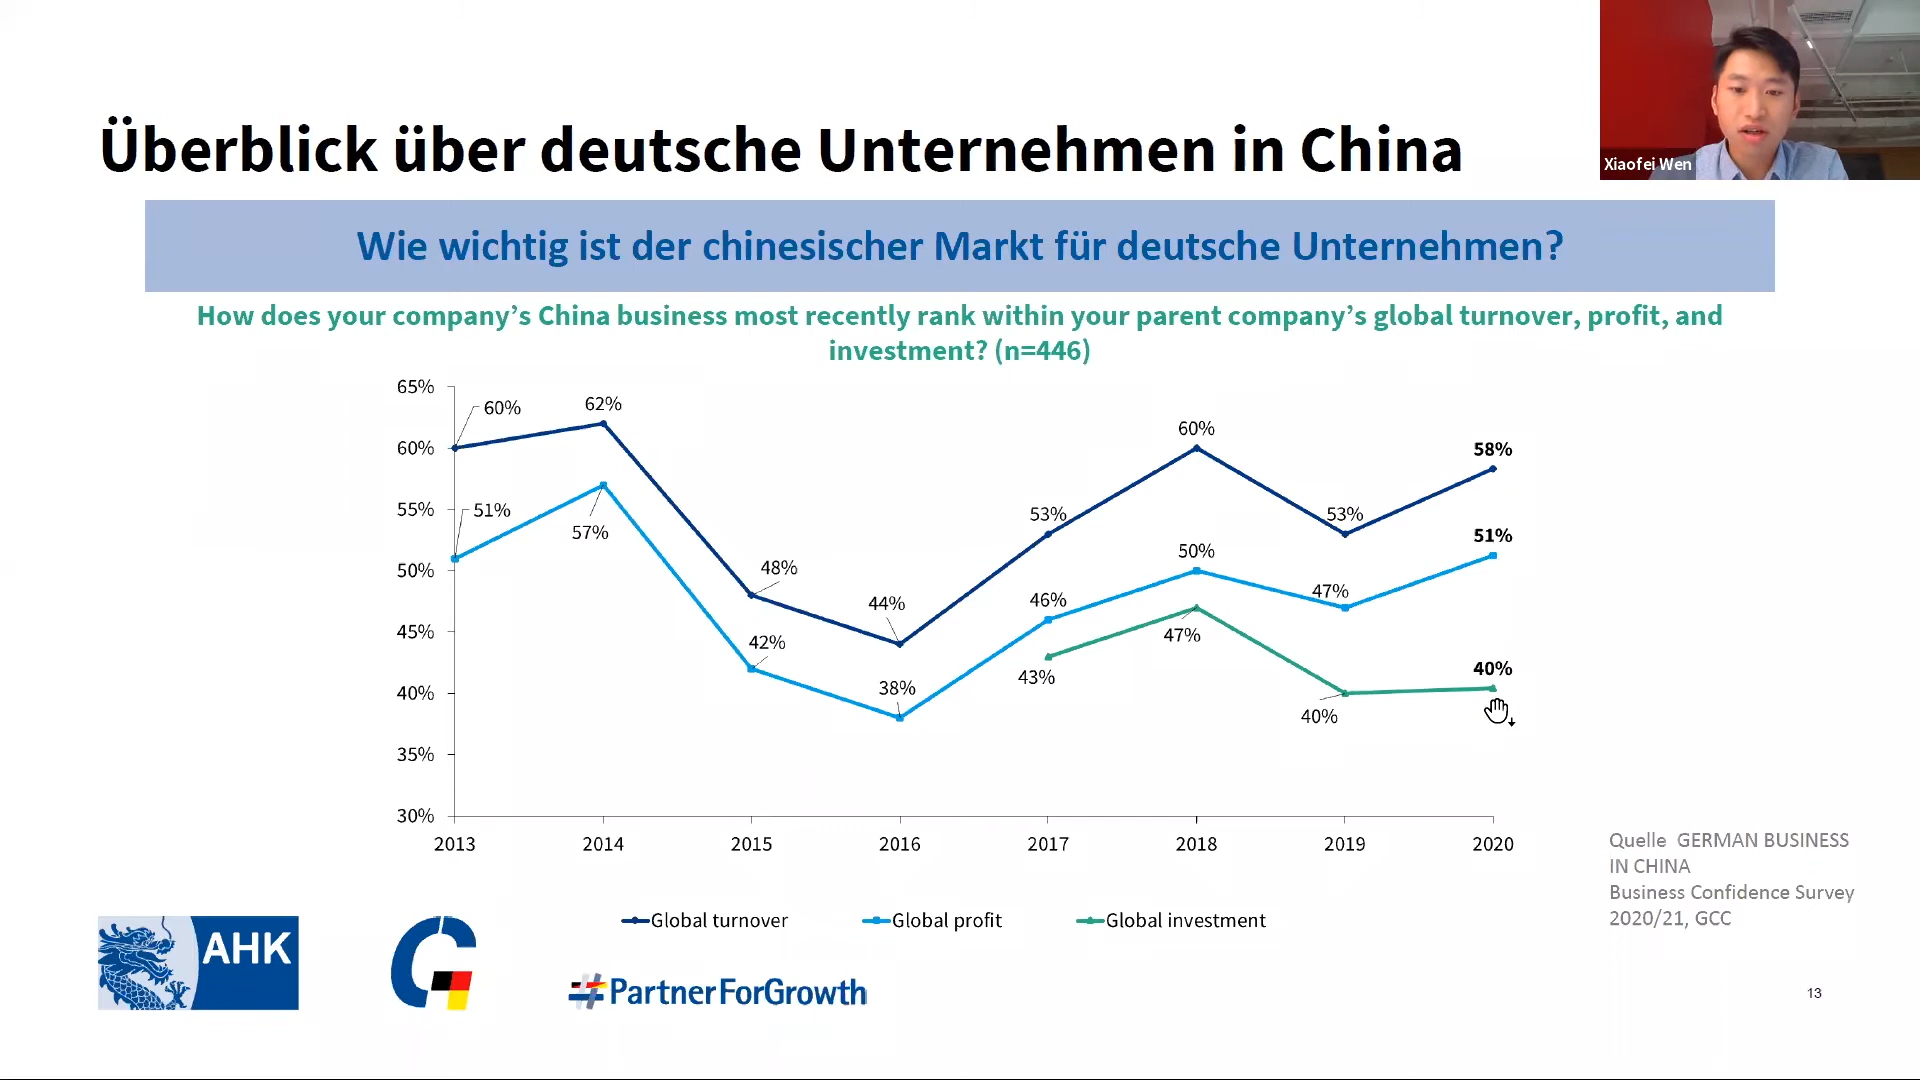 Xiaofei Wen
Überblick über deutsche Unternehmen in China
Wie wichtig ist der chinesischer Markt für deutsche Unternehmen?
How does your company’s China business most recently rank within your parent company’s global turnover, profit, and
investment? (n=446)
65%
60%
55%
50%
45%
40%
35%
30%
60%
62%
48%
44%
53%
60%
53%
58%
51%
57%
42%
38%
46%
50%
47%
51%
43%
47%
40%
40%
2013
2014
2015
2016
2017
2018
2019
2020
Global turnover
Global profit
Global investment
Quelle GERMAN BUSINESS
IN CHINA
Business Confidence Survey
2020/21, GCC
AHK
#PartnerForGrowth
13